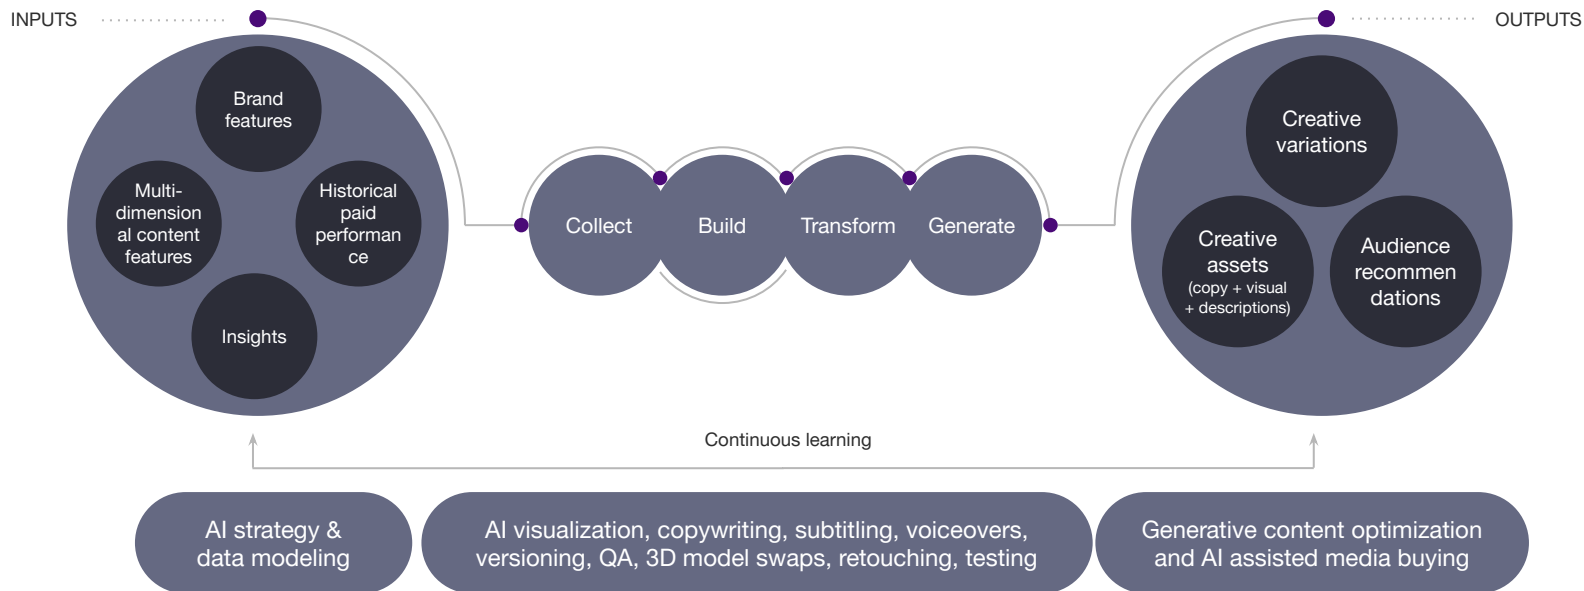 INPUTS
OUTPUTS
Brand
features
Multi-
dimension
al content
features
Historical
paid
performan
ce
Insights
Collect
Build
Transform
Generate
Creative
variations
Creative
assets
(copy + visual
+ descriptions)
Audience
recommen
dations
Continuous learning
AI strategy &
data modeling
AI visualization, copywriting, subtitling, voiceovers,
versioning, QA, 3D model swaps, retouching, testing
Generative content optimization
and AI assisted media buying